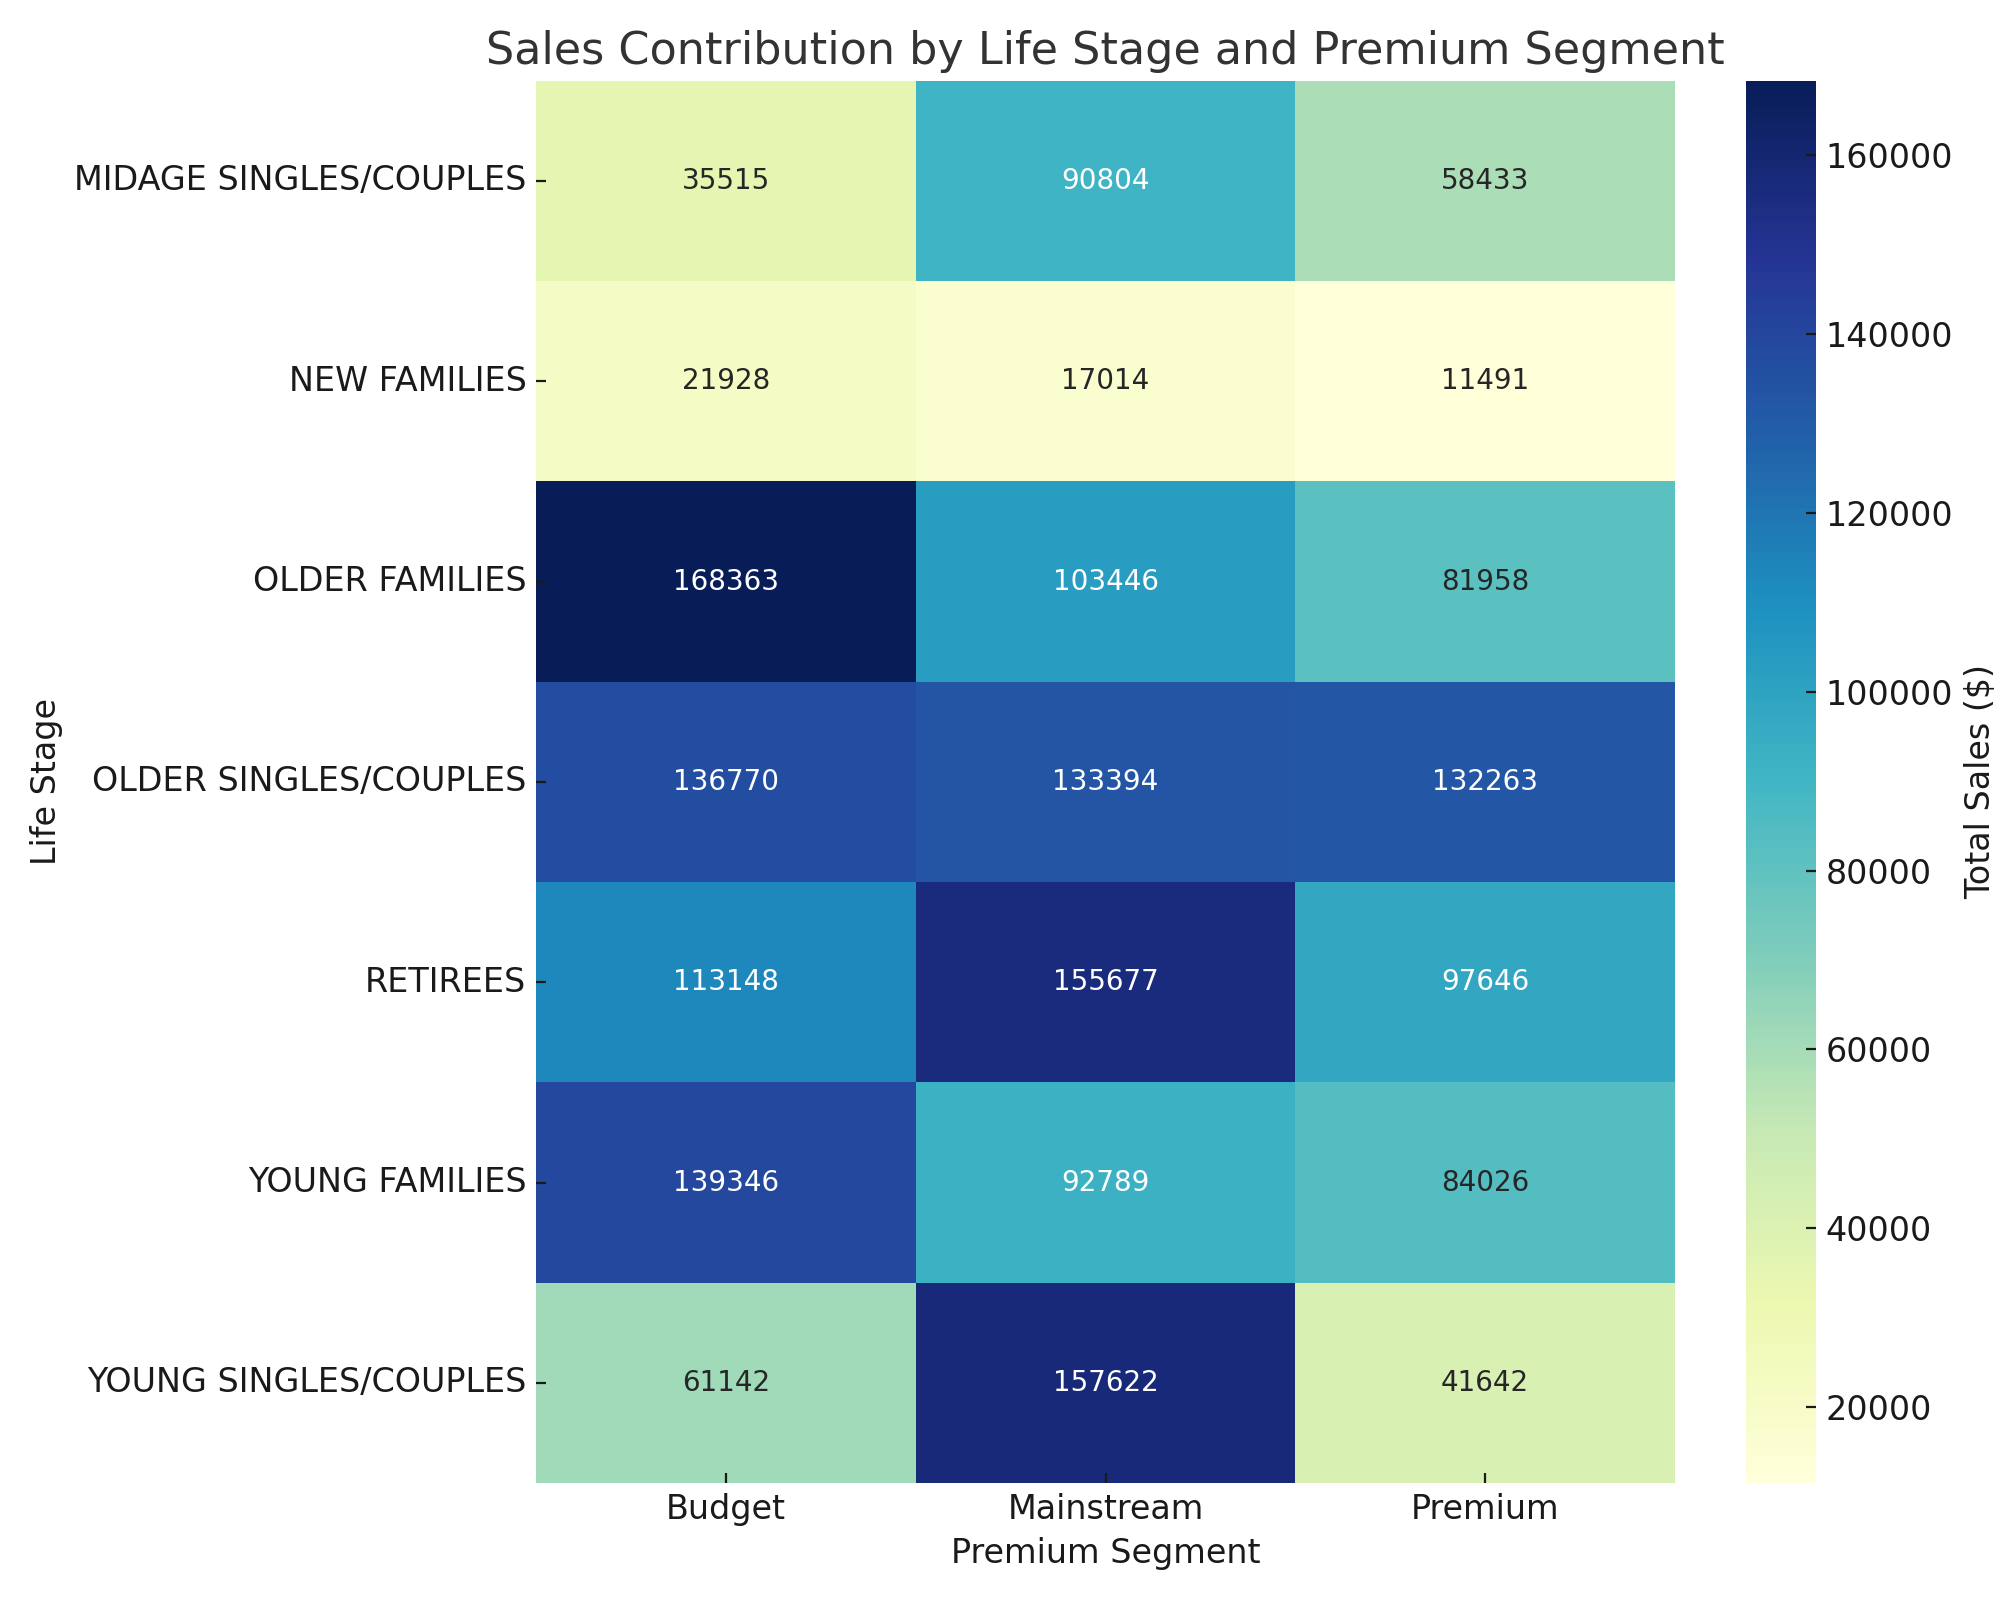 Sales Contribution by Life Stage and Premium Segment
MIDAGE SINGLES/COUPLES 35515 90804 58433
NEW FAMILIES 21928 17014 11491
OLDER FAMILIES 168363 103446 81958
OLDER SINGLES/COUPLES 136770 133394 132263
RETIREES 113148 155677 97646
YOUNG FAMILIES 139346 92789 84026
YOUNG SINGLES/COUPLES 61142 157622 41642
Budget Mainstream Premium
Premium Segment
Life Stage
160000
140000
120000
100000
80000
60000
40000
20000
Total Sales ($)